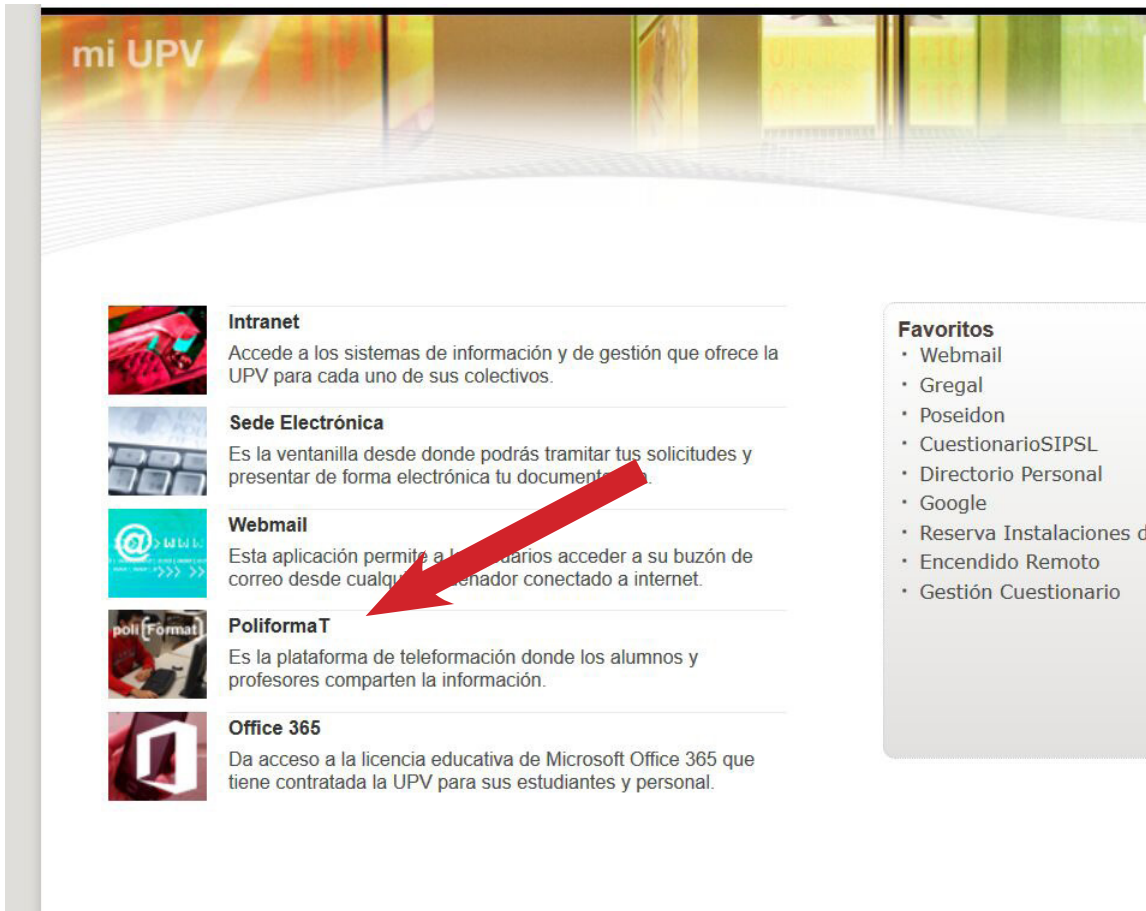 mi UPV
Intranet
Accede a los sistemas de información y de gestión que ofrece la
UPV para cada uno de sus colectivos.
Sede Electrónica
Es la ventanilla desde donde podrás tramitar tus solicitudes y
presentar de forma electrónica tu
Webmail
Esta aplicación permite a acceder a su buzón de
correo desde conectado a internet.
poli[Format]
PoliformaT
Es la plataforma de teleformación donde los alumnos y
profesores comparten la información.
Office 365
Da acceso a la licencia educativa de Microsoft Office 365 que
tiene contratada la UPV para sus estudiantes y personal.
Favoritos
· Webmail
· Gregal
· Poseidon
· CuestionarioSIPSL
· Directorio Personal
· Google
· Reserva Instalaciones
· Encendido Remoto
· Gestión Cuestionario